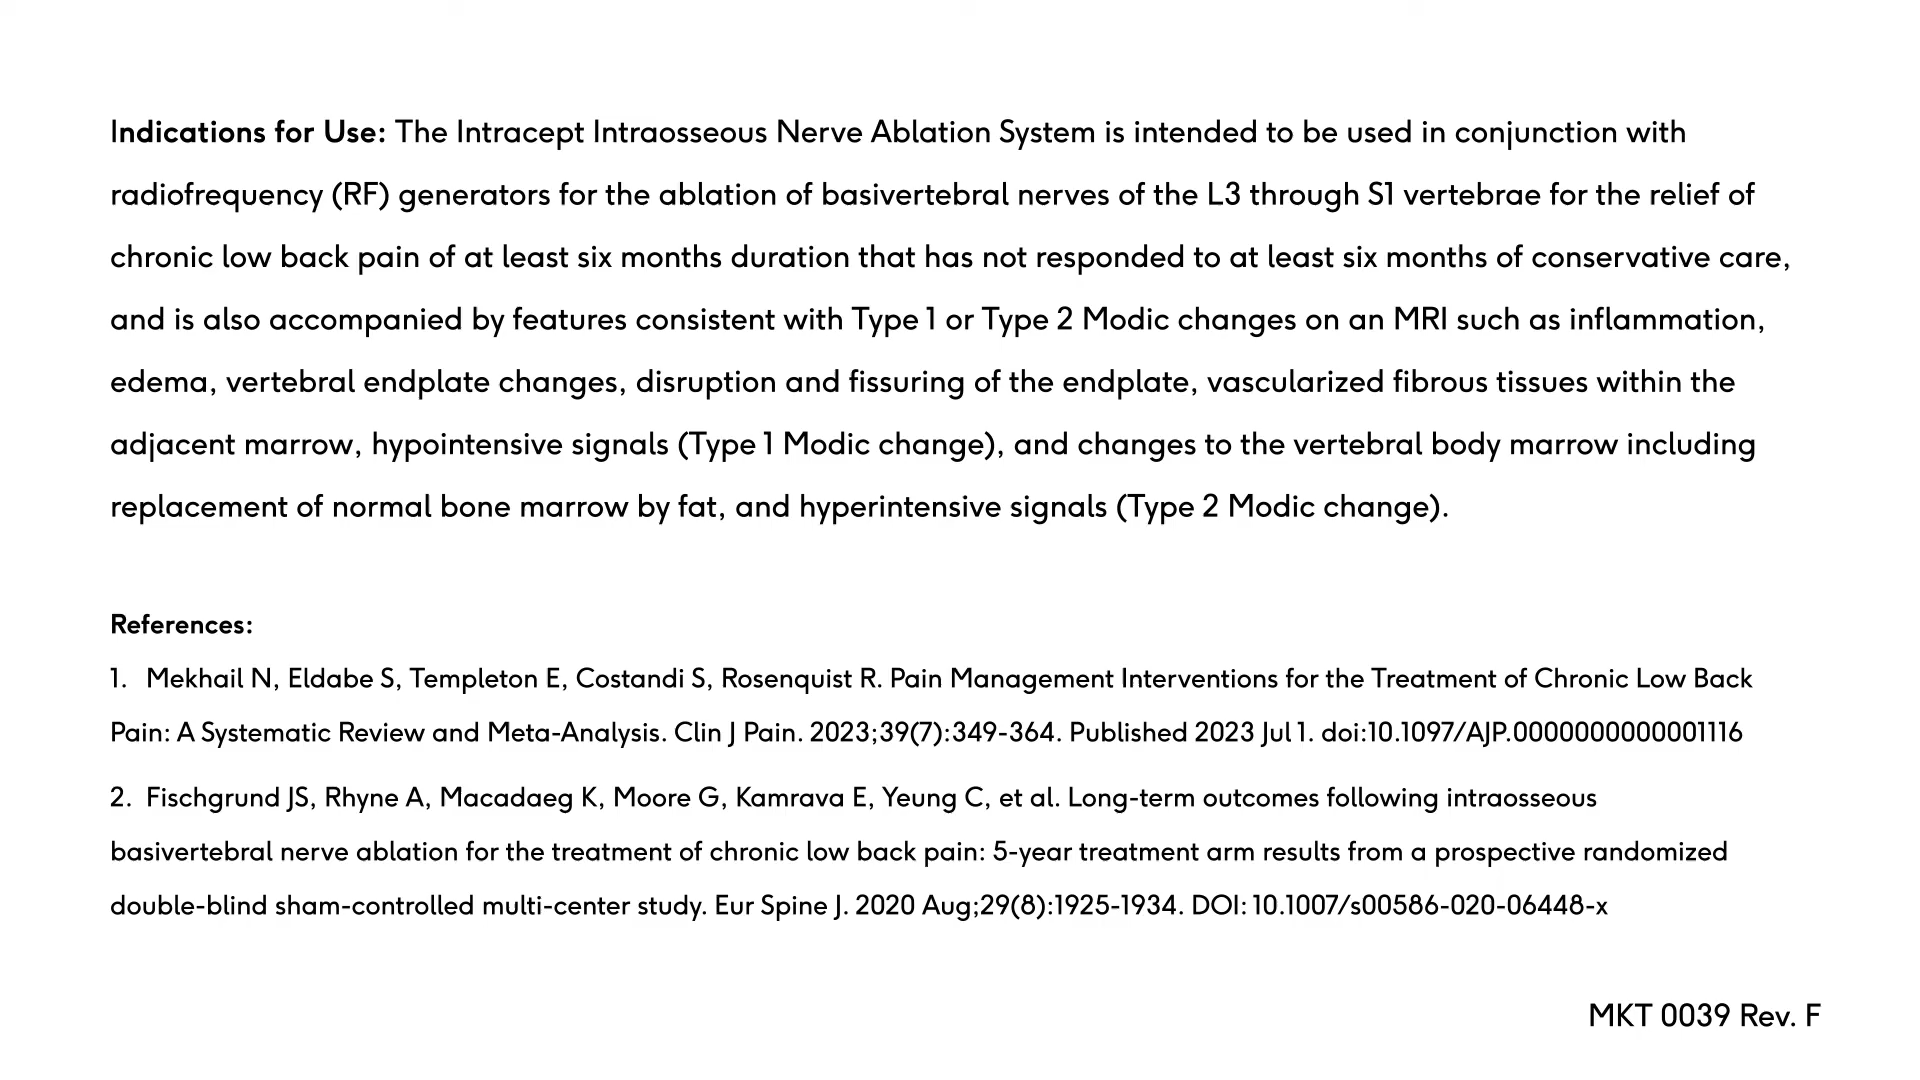 Indications for Use: The Intracept Intraosseous Nerve Ablation System is intended to be used in conjunction with
radiofrequency (RF) generators for the ablation of basivertebral nerves of the L3 through S1 vertebrae for the relief of
chronic low back pain of at least six months duration that has not responded to at least six months of conservative care,
and is also accompanied by features consistent with Type 1 or Type 2 Modic changes on an MRI such as inflammation,
edema, vertebral endplate changes, disruption and fissuring of the endplate, vascularized fibrous tissues within the
adjacent marrow, hypointensive signals (Type 1 Modic change), and changes to the vertebral body marrow including
replacement of normal bone marrow by fat, and hyperintensive signals (Type 2 Modic change).
References:
1. Mekhail N, Eldabe S, Templeton E, Costandi S, Rosenquist R. Pain Management Interventions for the Treatment of Chronic Low Back
Pain: A Systematic Review and Meta-Analysis. Clin J Pain. 2023;39(7):349-364. Published 2023 Jul 1. doi:10.1097/AJP.0000000000001116
2. Fischgrund JS, Rhyne A, Macadaeg K, Moore G, Kamrava E, Yeung C, et al. Long-term outcomes following intraosseous
basivertebral nerve ablation for the treatment of chronic low back pain: 5-year treatment arm results from a prospective randomized
double-blind sham-controlled multi-center study. Eur Spine J. 2020 Aug;29(8):1925-1934. DOI: 10.1007/s00586-020-06448-x
MKT 0039 Rev. F